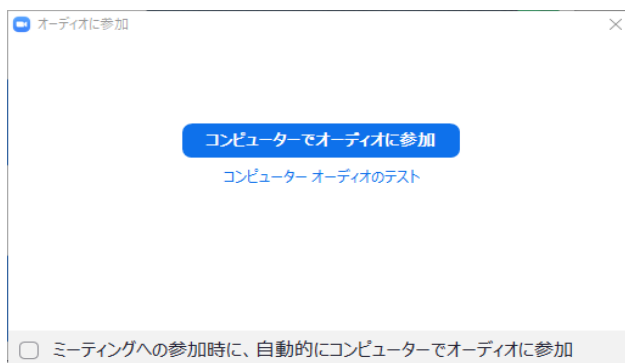 オーディオに参加
コンピューターでオーディオに参加
コンピューター オーディオのテスト
ミーティングへの参加時に、自動的にコンピューターでオーディオに参加